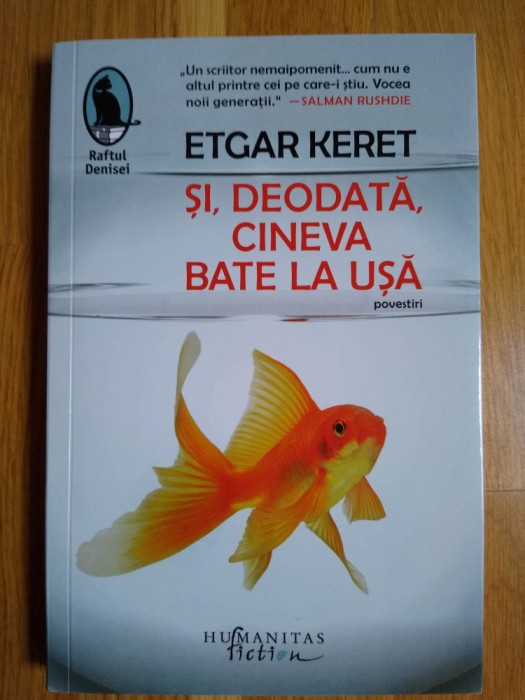 „Un scriitor nemaipomenit... cum nu e
altul printre cei pe care-i știu. Vocea
noii generații.“ —SALMAN RUSHDIE
Raftul
Denisei
ETGAR KERET
ȘI, DEODATĂ,
CINEVA
BATE LA UȘĂ
povestiri
HUMANITAS
fiction